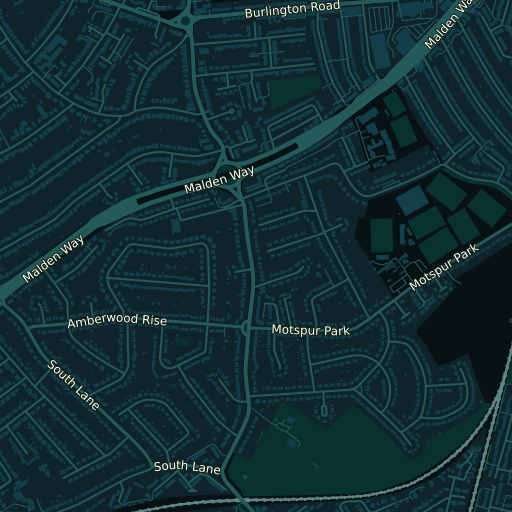 Burlington Road
Malden Way
Malden Way
Malden Way
Motspur Park
Amberwood Rise
Motspur Park
South Lane
South Lane